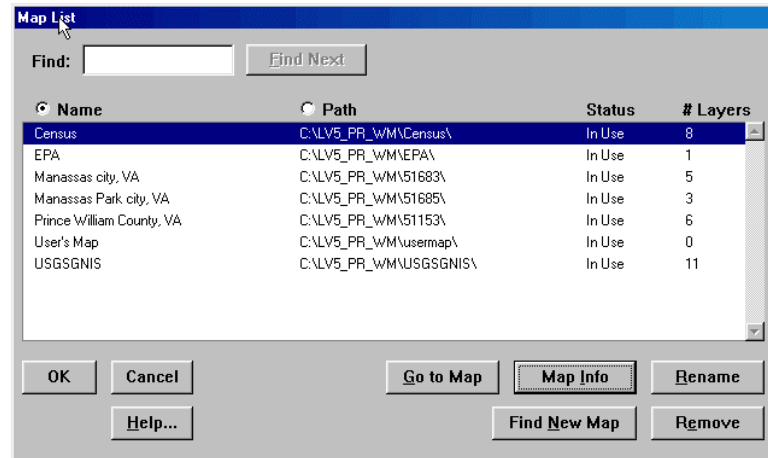 Map List
Find: Find Next
Name Path Status # Layers
Census C:\LV5_PR_WM\Census\ In Use 8
EPA C:\LV5_PR_WM\EPA\ In Use 1
Manassas city, VA C:\LV5_PR_WM\51683\ In Use 5
Manassas Park city, VA C:\LV5_PR_WM\51685\ In Use 3
Prince William County, VA C:\LV5_PR_WM\51153\ In Use 6
User's Map C:\LV5_PR_WM\usermap\ In Use 0
USGSGNIS C:\LV5_PR_WM\USGSGNIS\ In Use 11
OK Cancel Go to Map Map Info Rename
Help... Find New Map Remove